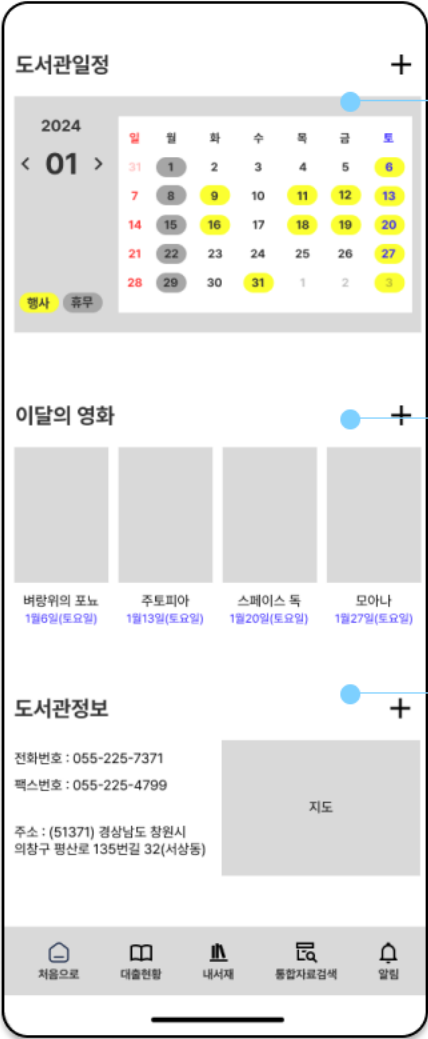 도서관일정 +
2024
< 01 >
일 월 화 수 목 금 토
31 1 2 3 4 5 6
7 8 9 10 11 12 13
14 15 16 17 18 19 20
21 22 23 24 25 26 27
28 29 30 31 1 2 3
행사 휴무
이달의 영화 +
벼랑위의 포뇨 주토피아 스페이스 독 모아나
1월6일(토요일) 1월13일(토요일) 1월20일(토요일) 1월27일(토요일)
도서관정보 +
전화번호 : 055-225-7371
팩스번호 : 055-225-4799
지도
주소 : (51371) 경상남도 창원시
의창구 평산로 135번길 32(서상동)
처음으로 대출현황 내서재 통합자료검색 알림